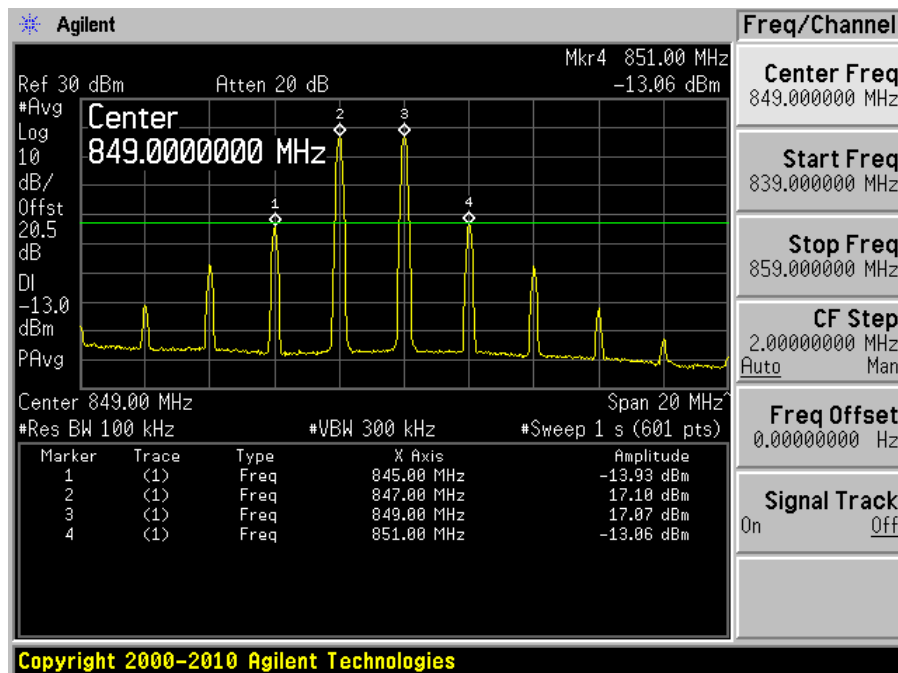 Agilent
Freq/Channel
Mkr4 851.00 MHz
Ref 30 dBm Atten 20 dB -13.06 dBm
#Avg
Log
10
dB/
Offst
20.5
dB
DI
-13.0
dBm
PAvg
Center
849.0000000 MHz
1
2
3
4
Center 849.00 MHz Span 20 MHz^
#Res BW 100 kHz #VBW 300 kHz #Sweep 1 s (601 pts)
Marker Trace Type X Axis Amplitude
1 (1) Freq 845.00 MHz -13.93 dBm
2 (1) Freq 847.00 MHz 17.10 dBm
3 (1) Freq 849.00 MHz 17.07 dBm
4 (1) Freq 851.00 MHz -13.06 dBm
Center Freq
849.000000 MHz
Start Freq
839.000000 MHz
Stop Freq
859.000000 MHz
CF Step
2.00000000 MHz
Auto Man
Freq Offset
0.00000000 Hz
Signal Track
On Off
Copyright 2000-2010 Agilent Technologies